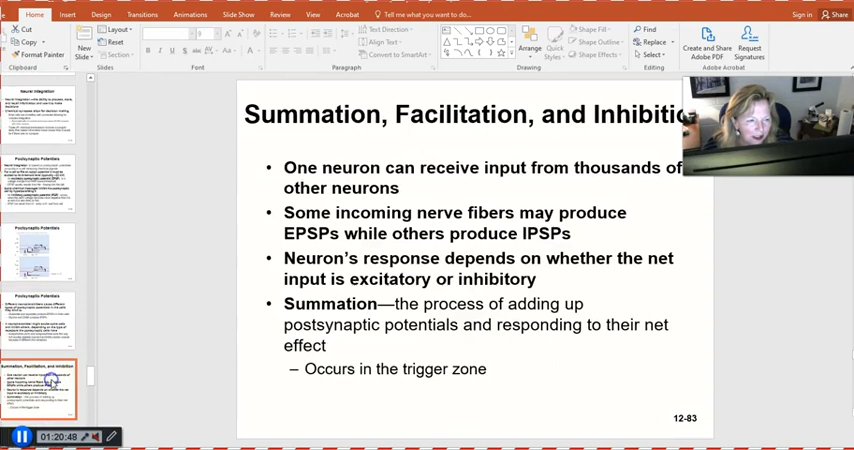 Home Insert Design Transitions Animations Slide Show Review View Acrobat Tell me what you want to do... Sign in Share
Cut
Copy
Format Painter
Clipboard
New
Slide
Layout
Reset
Section
Slides
9
B I U S
Font
Text Direction
Align Text
Convert to SmartArt
Paragraph
Arrange
Quick
Styles
Shape Fill
Shape Outline
Shape Effects
Drawing
Find
Replace
Select
Editing
Create and Share
Adobe PDF
Request
Signatures
Adobe Acrobat
Neural Integration
Postsynaptic Potentials
Postsynaptic Potentials
Postsynaptic Potentials
Summation, Facilitation, and Inhibition
Summation, Facilitation, and Inhibitio
• One neuron can receive input from thousands of
other neurons
• Some incoming nerve fibers may produce
EPSPs while others produce IPSPs
• Neuron's response depends on whether the net
input is excitatory or inhibitory
• Summation—the process of adding up
postsynaptic potentials and responding to their net
effect
– Occurs in the trigger zone
12-83
01:20:48